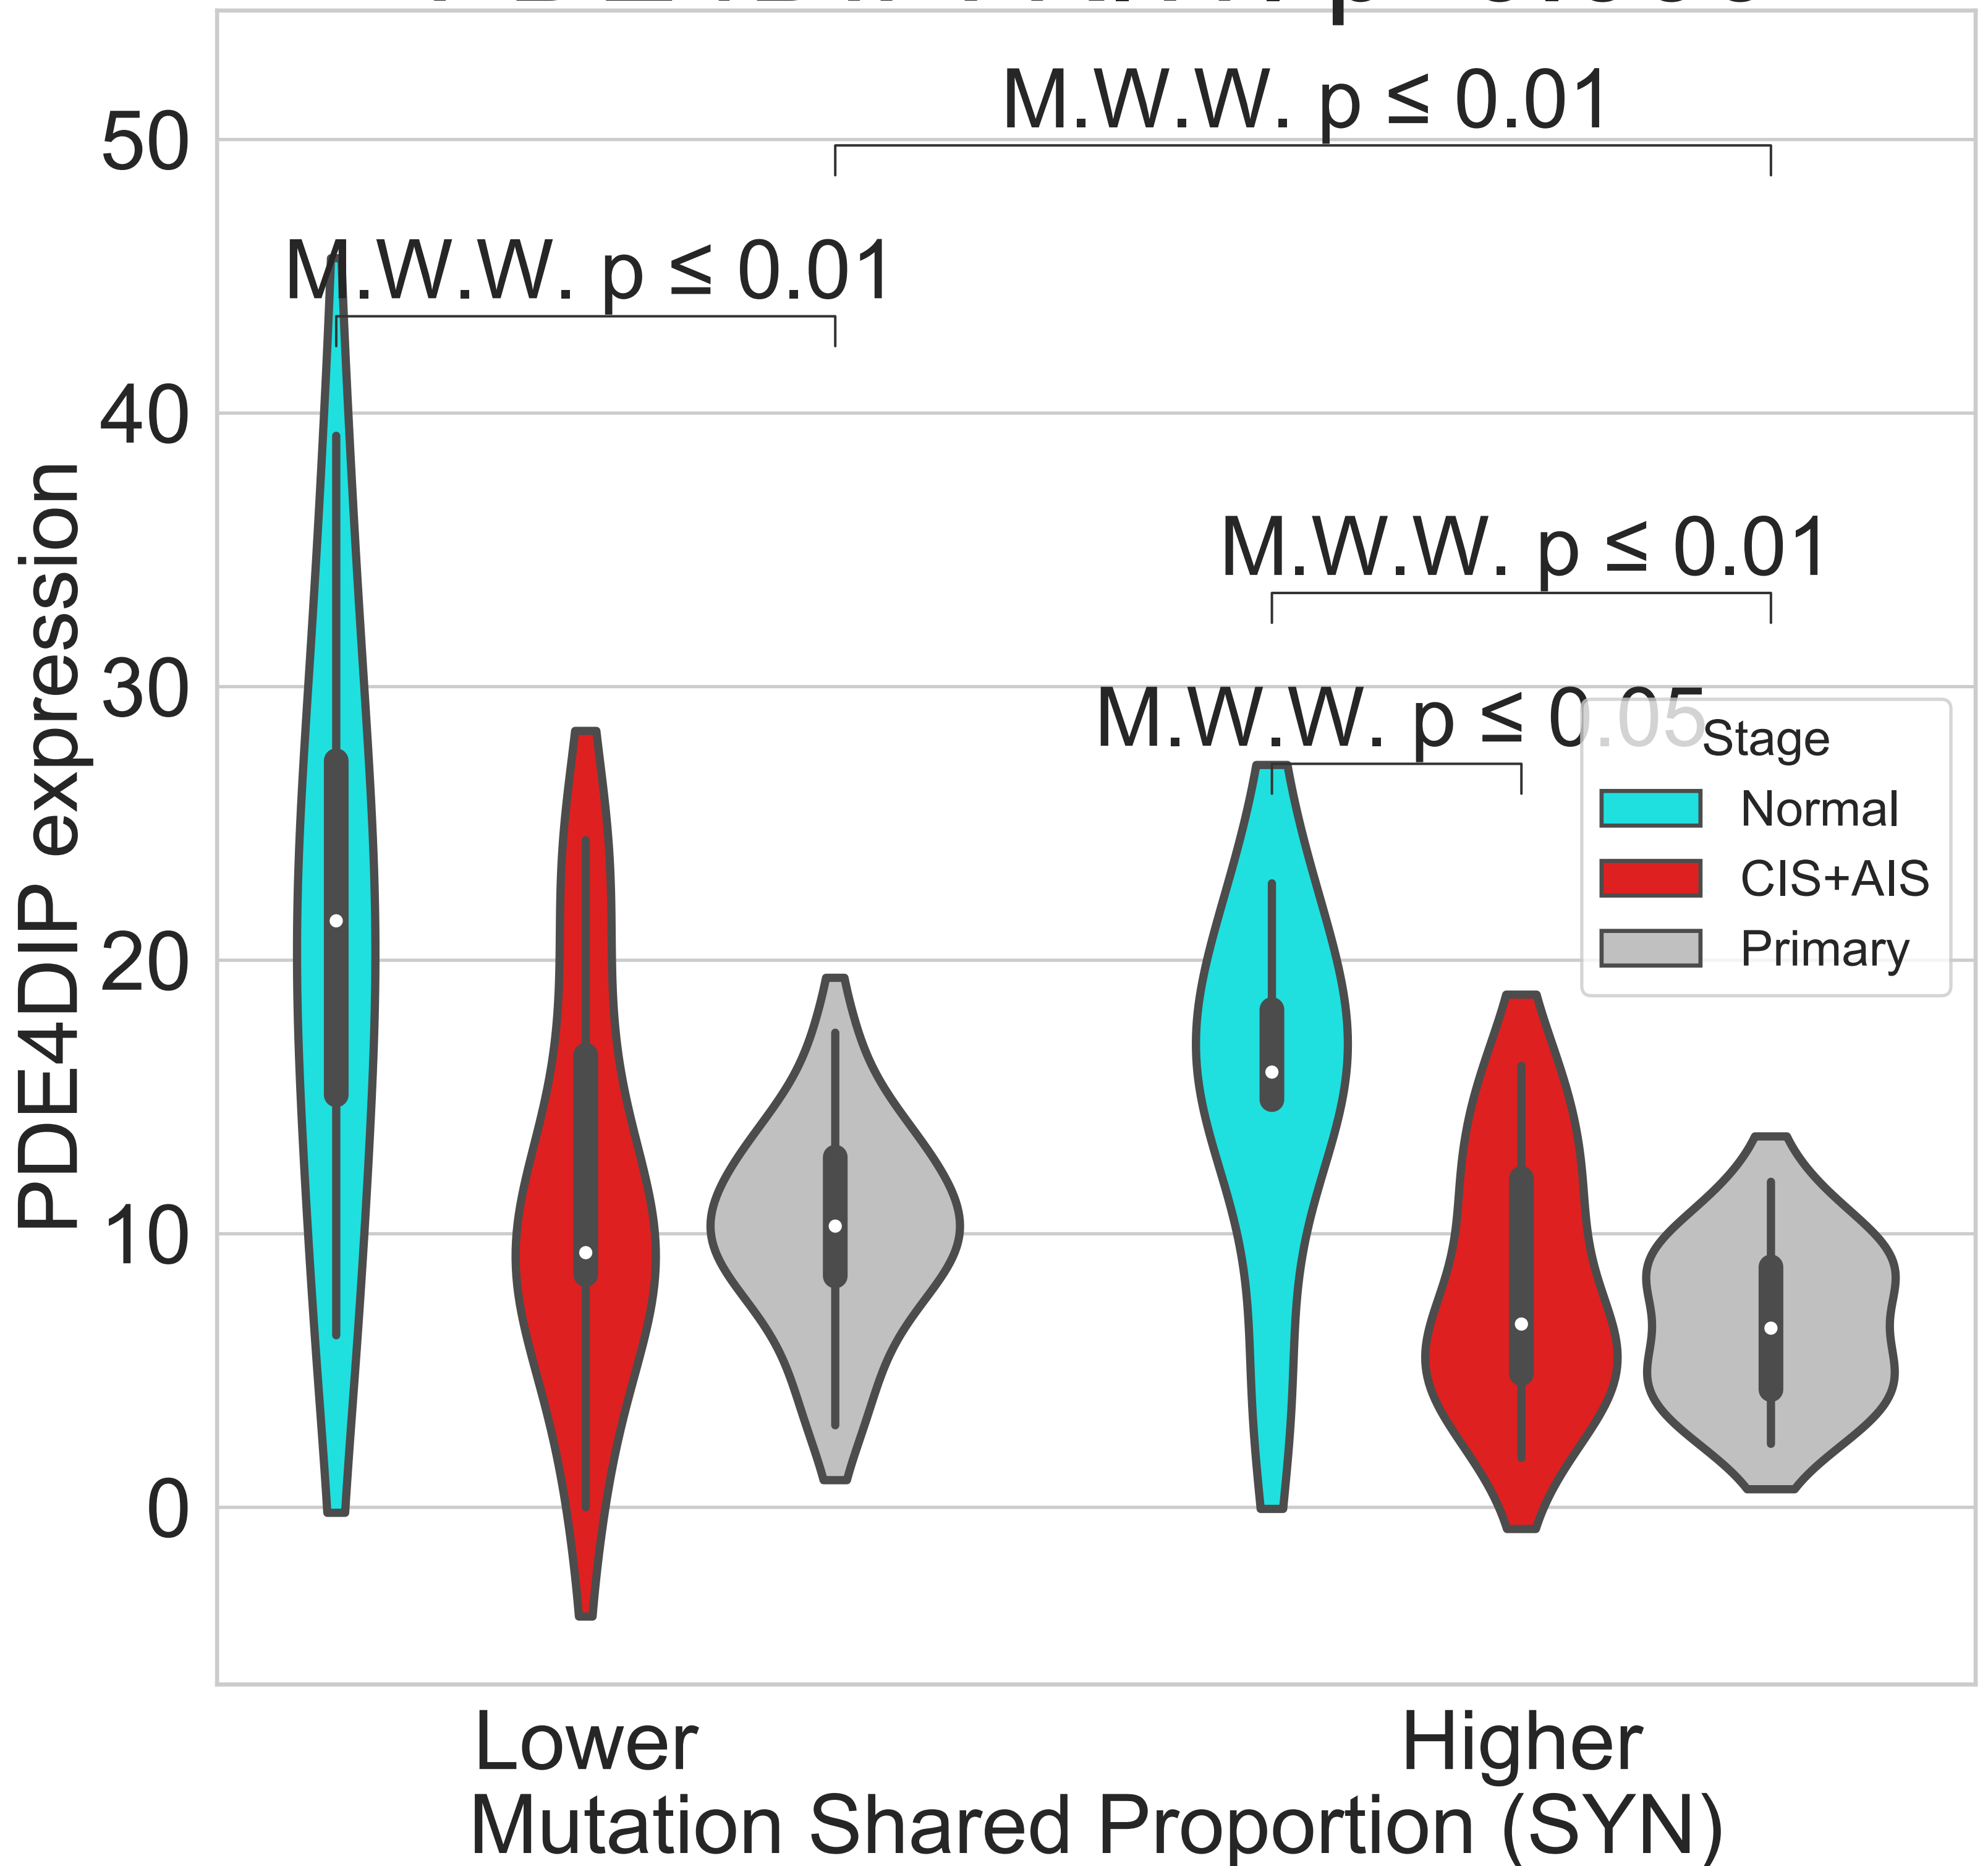 M.W.W. p ≤ 0.01
50
M.W.W. p ≤ 0.01
40
M.W.W. p ≤ 0.01
30
M.W.W. p ≤ 0.05
Stage
Normal
CIS+AIS
Primary
20
10
0
PDE4DIP expression
Lower
Higher
Mutation Shared Proportion (SYN)